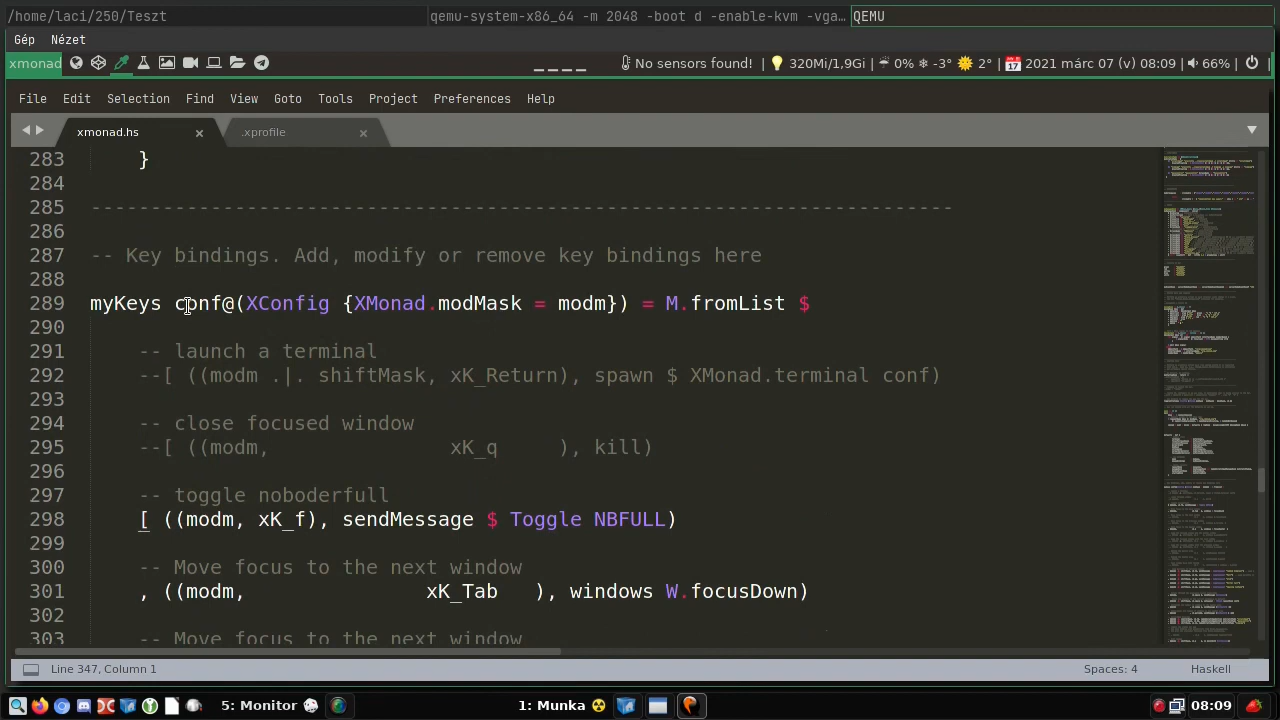 /home/laci/250/Teszt qemu-system-x86_64 -m 2048 -boot d -enable-kvm -vga… QEMU
Gép Nézet
xmonad No sensors found! | 320Mi/1,9Gi | 0% -3° 2° | 17 2021 márc 07 (v) 08:09 | 66% |
File Edit Selection Find View Goto Tools Project Preferences Help
xmonad.hs .xprofile
283 }
284
285 ------------------------------------------------------------------------
286
287 -- Key bindings. Add, modify or remove key bindings here
288
289 myKeys conf@(XConfig {XMonad.modMask = modm}) = M.fromList $
290
291 -- launch a terminal
292 --[ ((modm .|. shiftMask, xK_Return), spawn $ XMonad.terminal conf)
293
294 -- close focused window
295 --[ ((modm, xK_q ), kill)
296
297 -- toggle noboderfull
298 [ ((modm, xK_f), sendMessage $ Toggle NBFULL)
299
300 -- Move focus to the next window
301 , ((modm, xK_Tab ), windows W.focusDown
302
303 -- Move focus to the next window
Line 347, Column 1 Spaces: 4 Haskell
5: Monitor 1: Munka 08:09